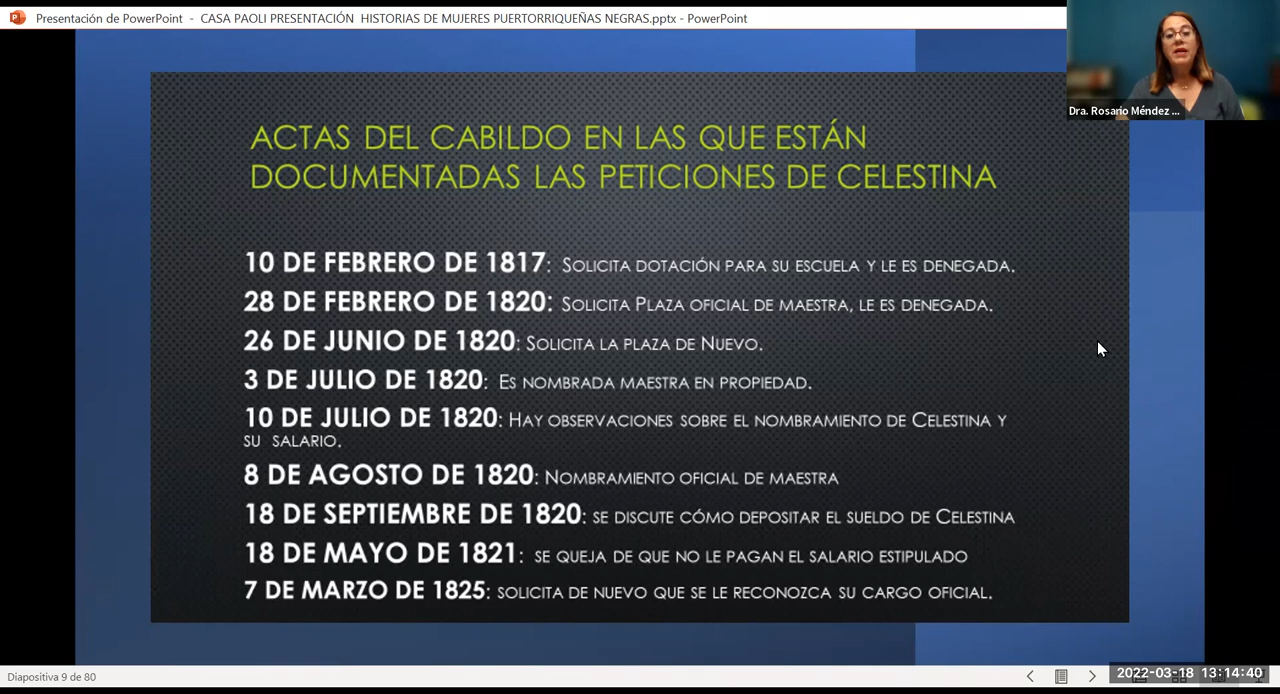 Presentación de PowerPoint - CASA PAOLI PRESENTACIÓN HISTORIAS DE MUJERES PUERTORRIQUEÑAS NEGRAS.pptx - PowerPoint
Dra. Rosario Méndez ...
ACTAS DEL CABILDO EN LAS QUE ESTÁN
DOCUMENTADAS LAS PETICIONES DE CELESTINA
10 DE FEBRERO DE 1817: SOLICITA DOTACIÓN PARA SU ESCUELA Y LE ES DENEGADA.
28 DE FEBRERO DE 1820: SOLICITA PLAZA OFICIAL DE MAESTRA, LE ES DENEGADA.
26 DE JUNIO DE 1820: SOLICITA LA PLAZA DE NUEVO.
3 DE JULIO DE 1820: ES NOMBRADA MAESTRA EN PROPIEDAD.
10 DE JULIO DE 1820: HAY OBSERVACIONES SOBRE EL NOMBRAMIENTO DE CELESTINA Y
SU SALARIO.
8 DE AGOSTO DE 1820: NOMBRAMIENTO OFICIAL DE MAESTRA
18 DE SEPTIEMBRE DE 1820: SE DISCUTE CÓMO DEPOSITAR EL SUELDO DE CELESTINA
18 DE MAYO DE 1821: SE QUEJA DE QUE NO LE PAGAN EL SALARIO ESTIPULADO
7 DE MARZO DE 1825: SOLICITA DE NUEVO QUE SE LE RECONOZCA SU CARGO OFICIAL.
Diapositiva 9 de 80
2022-03-18 13:14:40